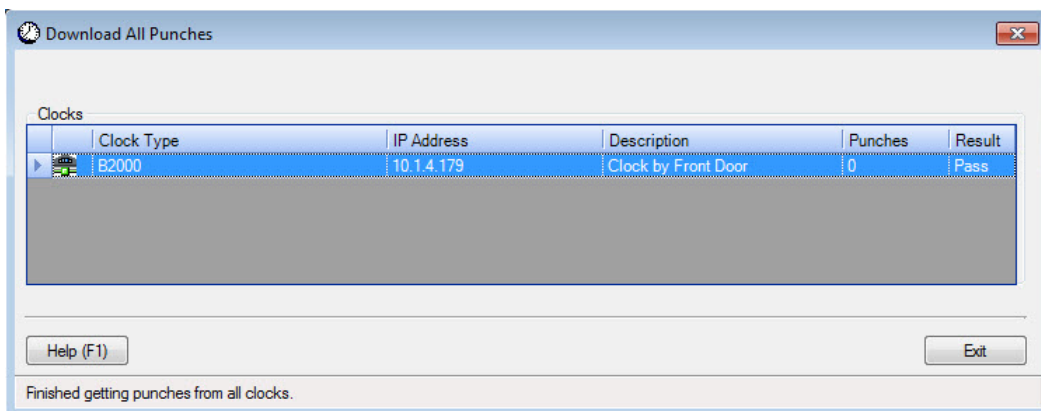 Download All Punches
Clocks
Clock Type IP Address Description Punches Result
B2000 10.1.4.179 Clock by Front Door 0 Pass
Help (F1) Exit
Finished getting punches from all clocks.